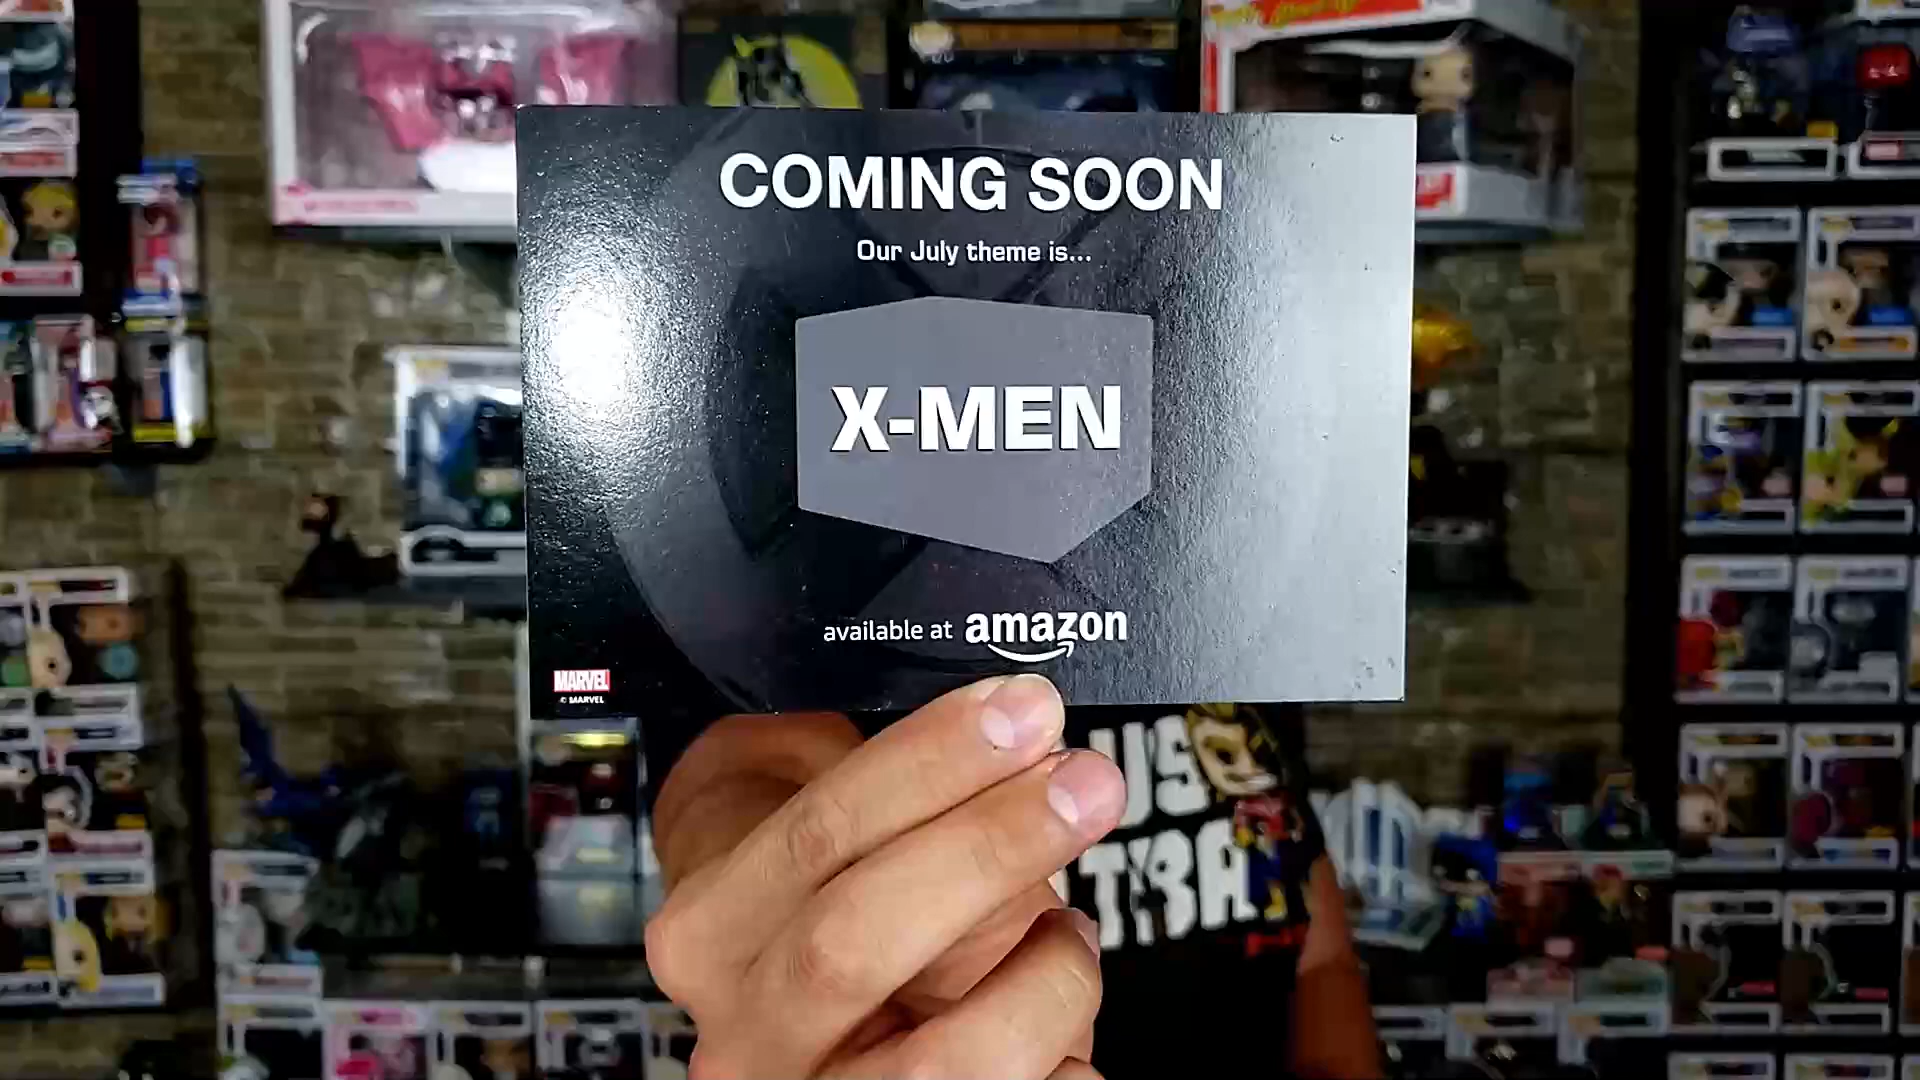 COMING SOON
Our July theme is...
X-MEN
available at amazon
MARVEL
© MARVEL